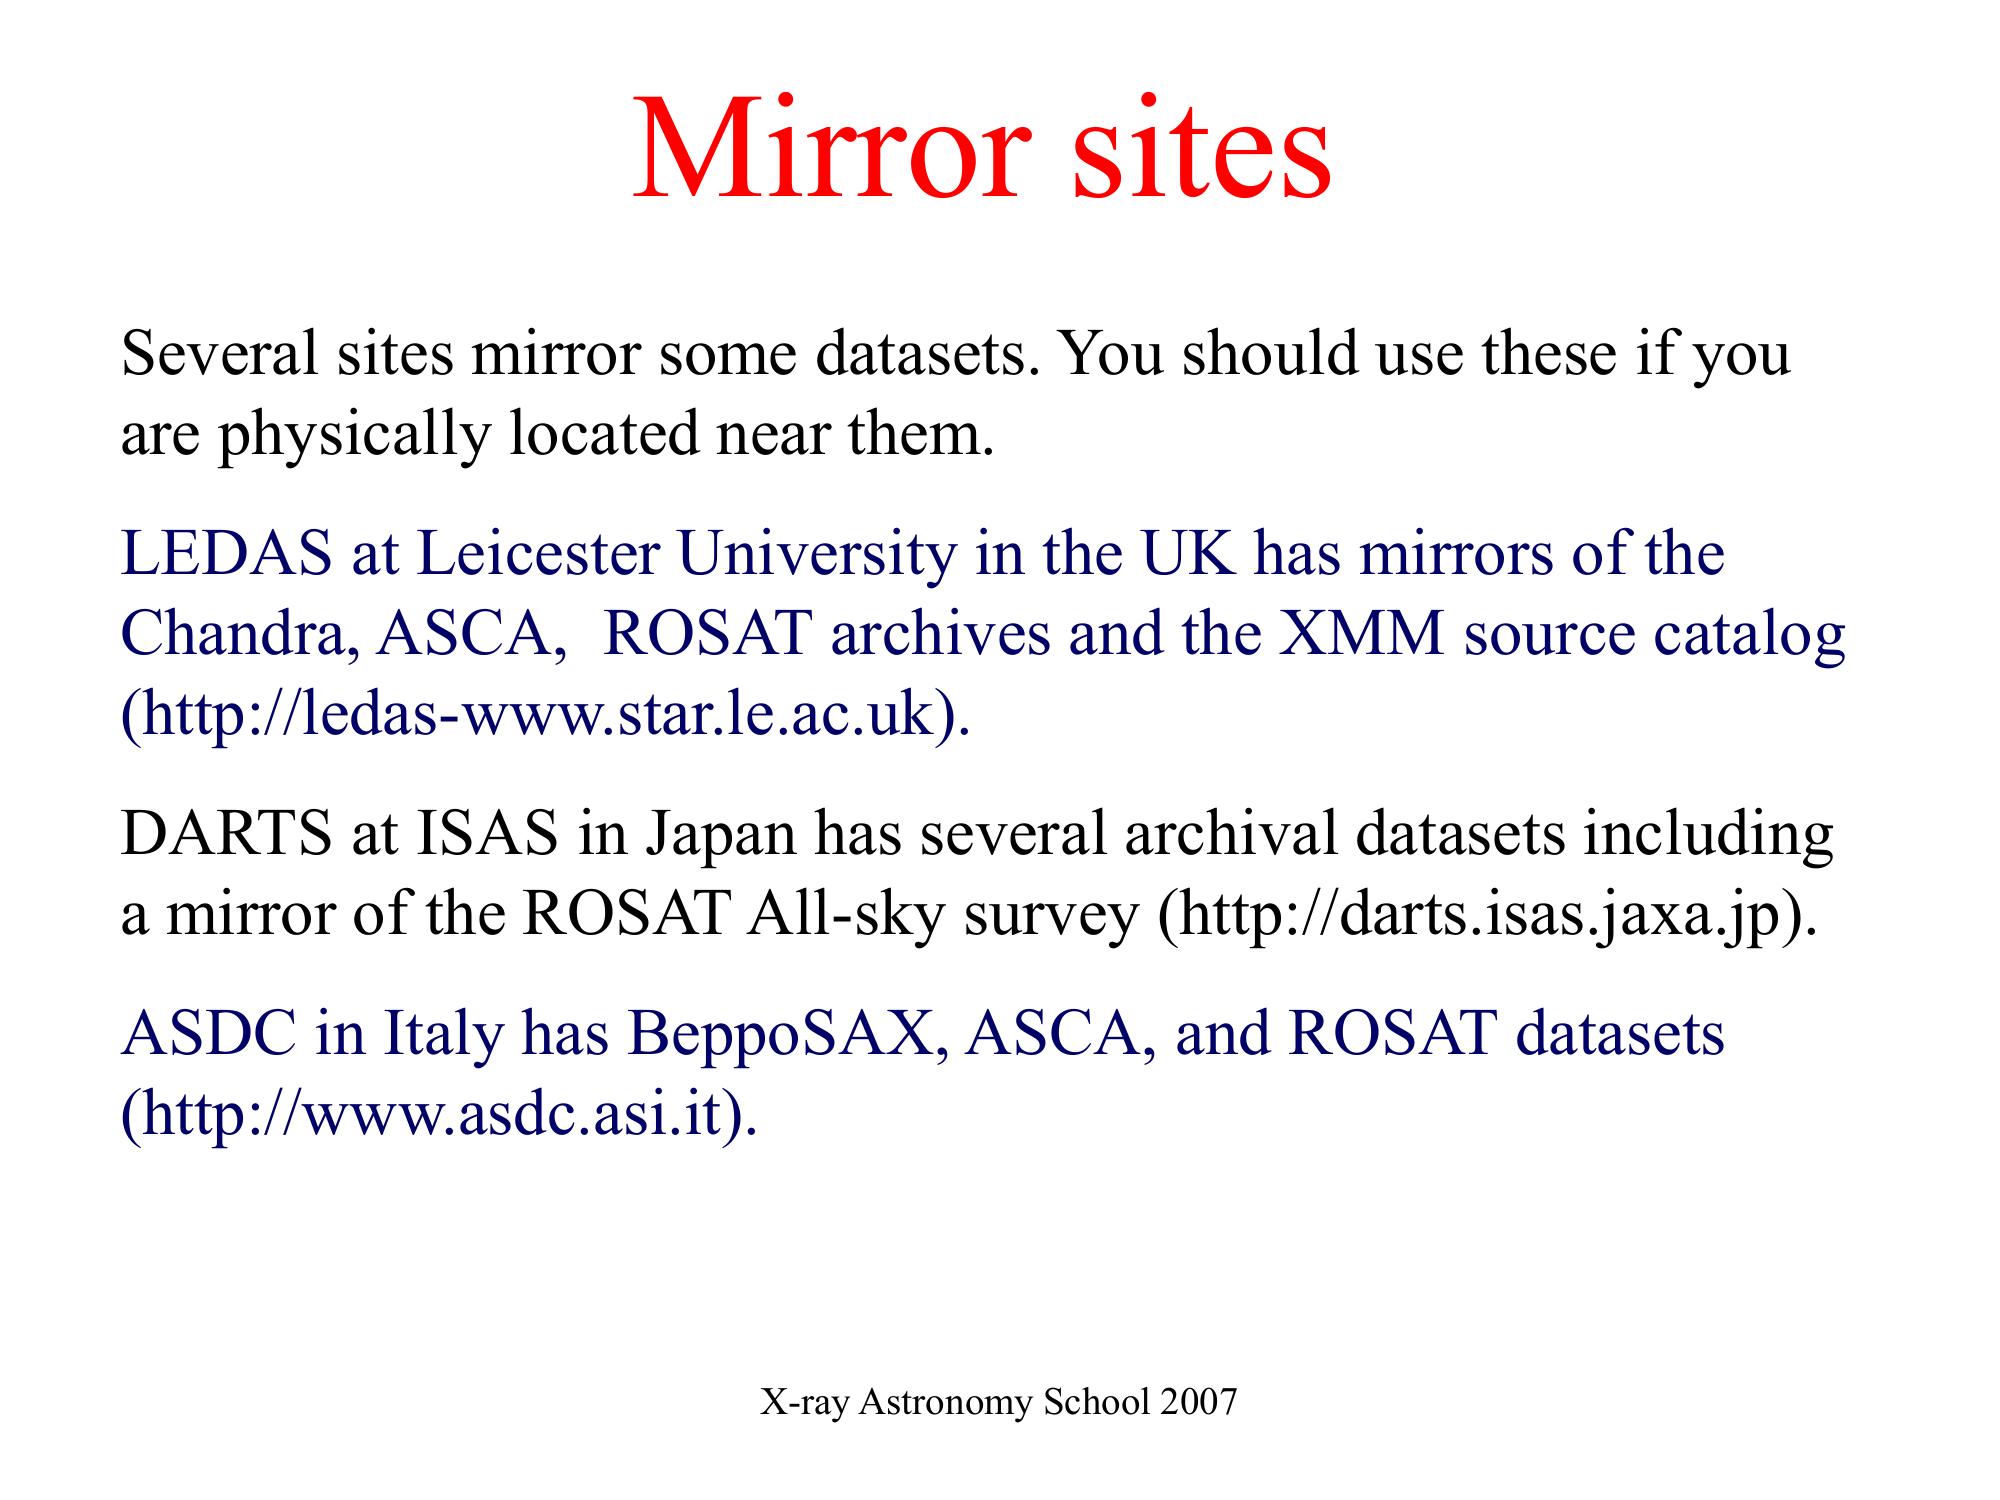 Mirror sites
Several sites mirror some datasets. You should use these if you
are physically located near them.
LEDAS at Leicester University in the UK has mirrors of the
Chandra, ASCA,  ROSAT archives and the XMM source catalog
(http://ledas-www.star.le.ac.uk).
DARTS at ISAS in Japan has several archival datasets including
a mirror of the ROSAT All-sky survey (http://darts.isas.jaxa.jp).
ASDC in Italy has BeppoSAX, ASCA, and ROSAT datasets
(http://www.asdc.asi.it).
X-ray Astronomy School 2007